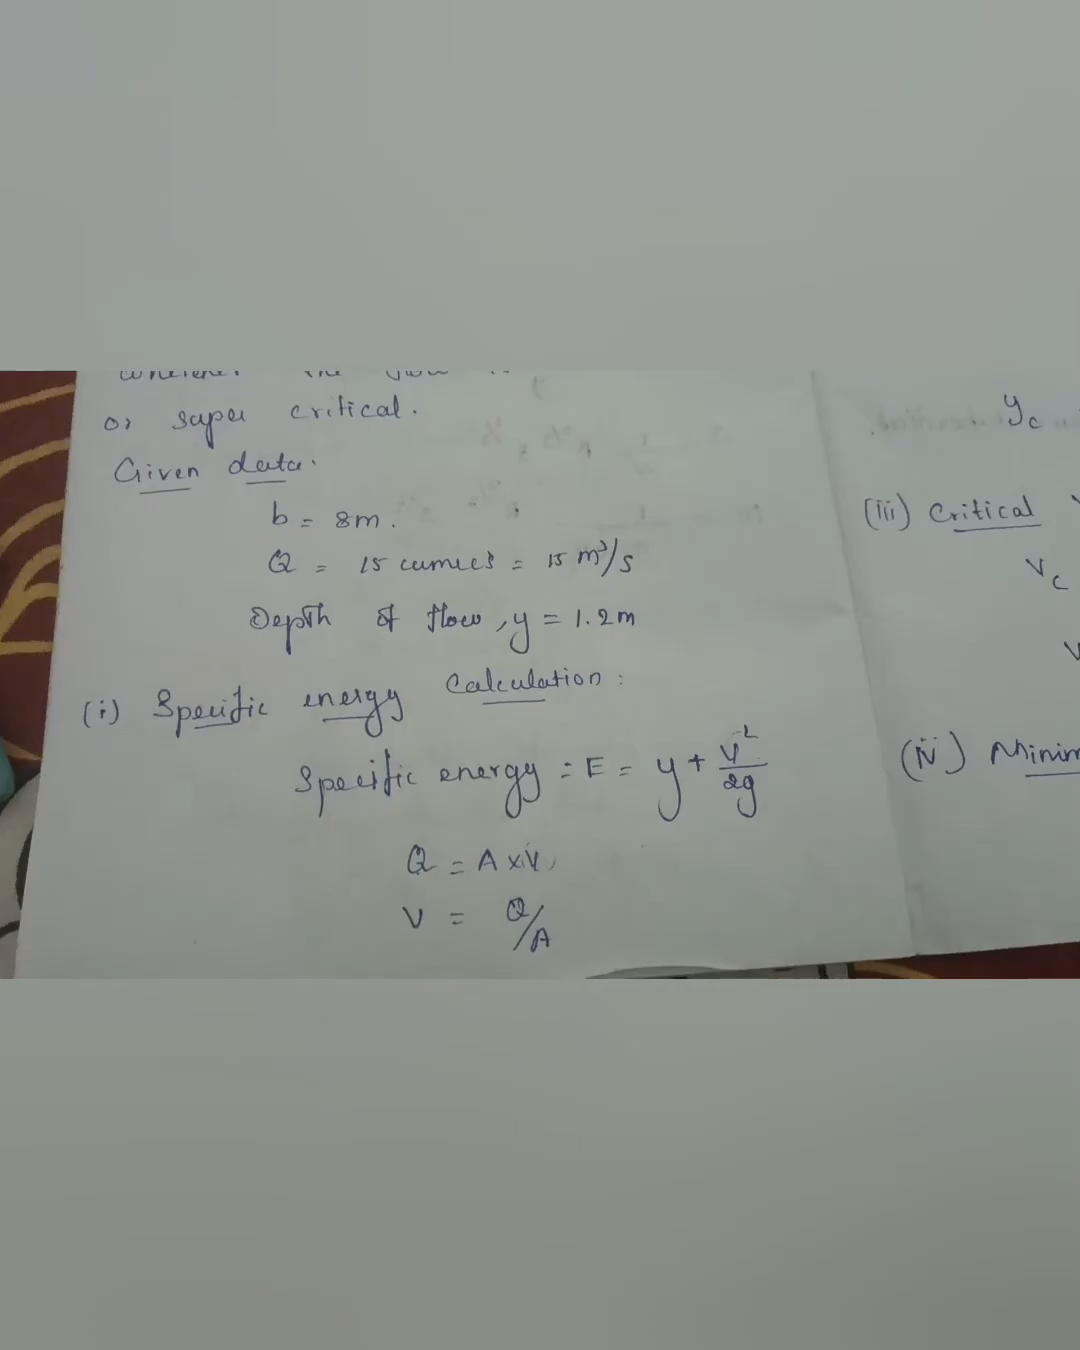 or super critical.
Given data.
b = 8m.
Q = 15 cumecs = 15 m³/s
Depth of flow, y = 1.2m
(i) Specific energy Calculation:
Specific energy = E = y + V²/2g
Q = A x V,
V = Q/A
yc
(iii) Critical
Vc
(iv) Minim